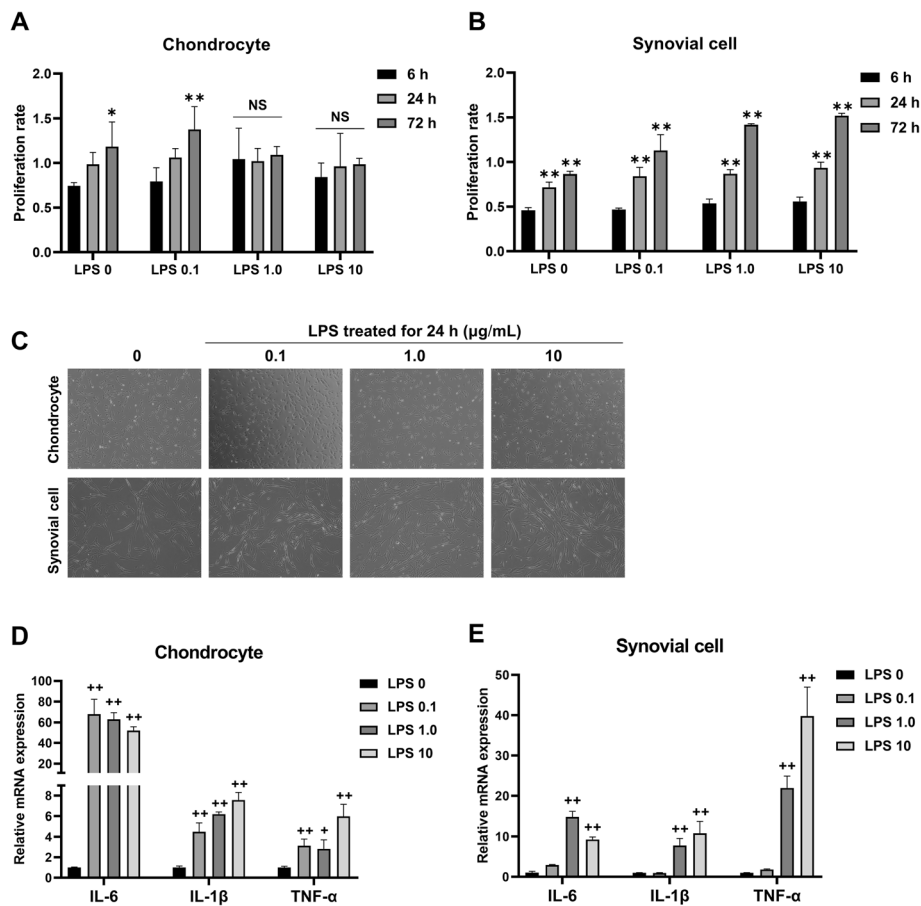 A
Chondrocyte
Proliferation rate
2.0
1.5
1.0
0.5
0.0
*
**
NS
NS
6 h
24 h
72 h
LPS 0
LPS 0.1
LPS 1.0
LPS 10
B
Synovial cell
Proliferation rate
2.0
1.5
1.0
0.5
0.0
** **
** **
** **
** **
6 h
24 h
72 h
LPS 0
LPS 0.1
LPS 1.0
LPS 10
C
LPS treated for 24 h (μg/mL)
0 0.1 1.0 10
Chondrocyte
Synovial cell
D
Chondrocyte
Relative mRNA expression
100
80
60
40
8
6
4
2
0
++ ++ ++
++ ++ ++
++ + ++
LPS 0
LPS 0.1
LPS 1.0
LPS 10
IL-6
IL-1β
TNF-α
E
Synovial cell
Relative mRNA expression
50
40
30
20
10
0
++ ++
++ ++
++ ++
LPS 0
LPS 0.1
LPS 1.0
LPS 10
IL-6
IL-1β
TNF-α